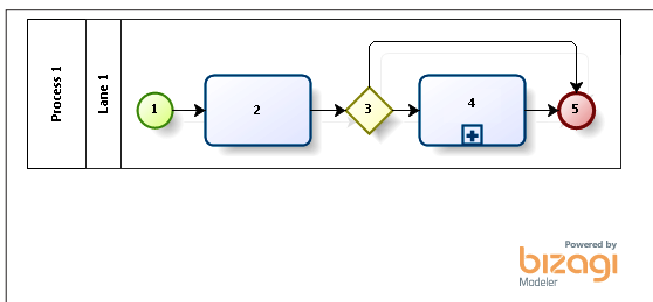 Process 1
Lane 1
1
2
3
4
5
Powered by
bizagi
Modeler